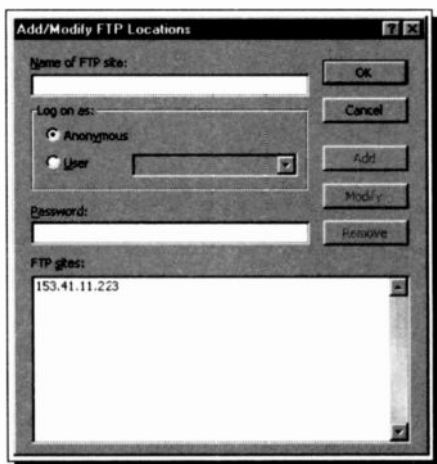 Add/Modify FTP Locations
Name of FTP site:
OK
Log on as:
Cancel
Anonymous
User
Add
Modify
Password:
Remove
FTP sites:
153.41.11.223